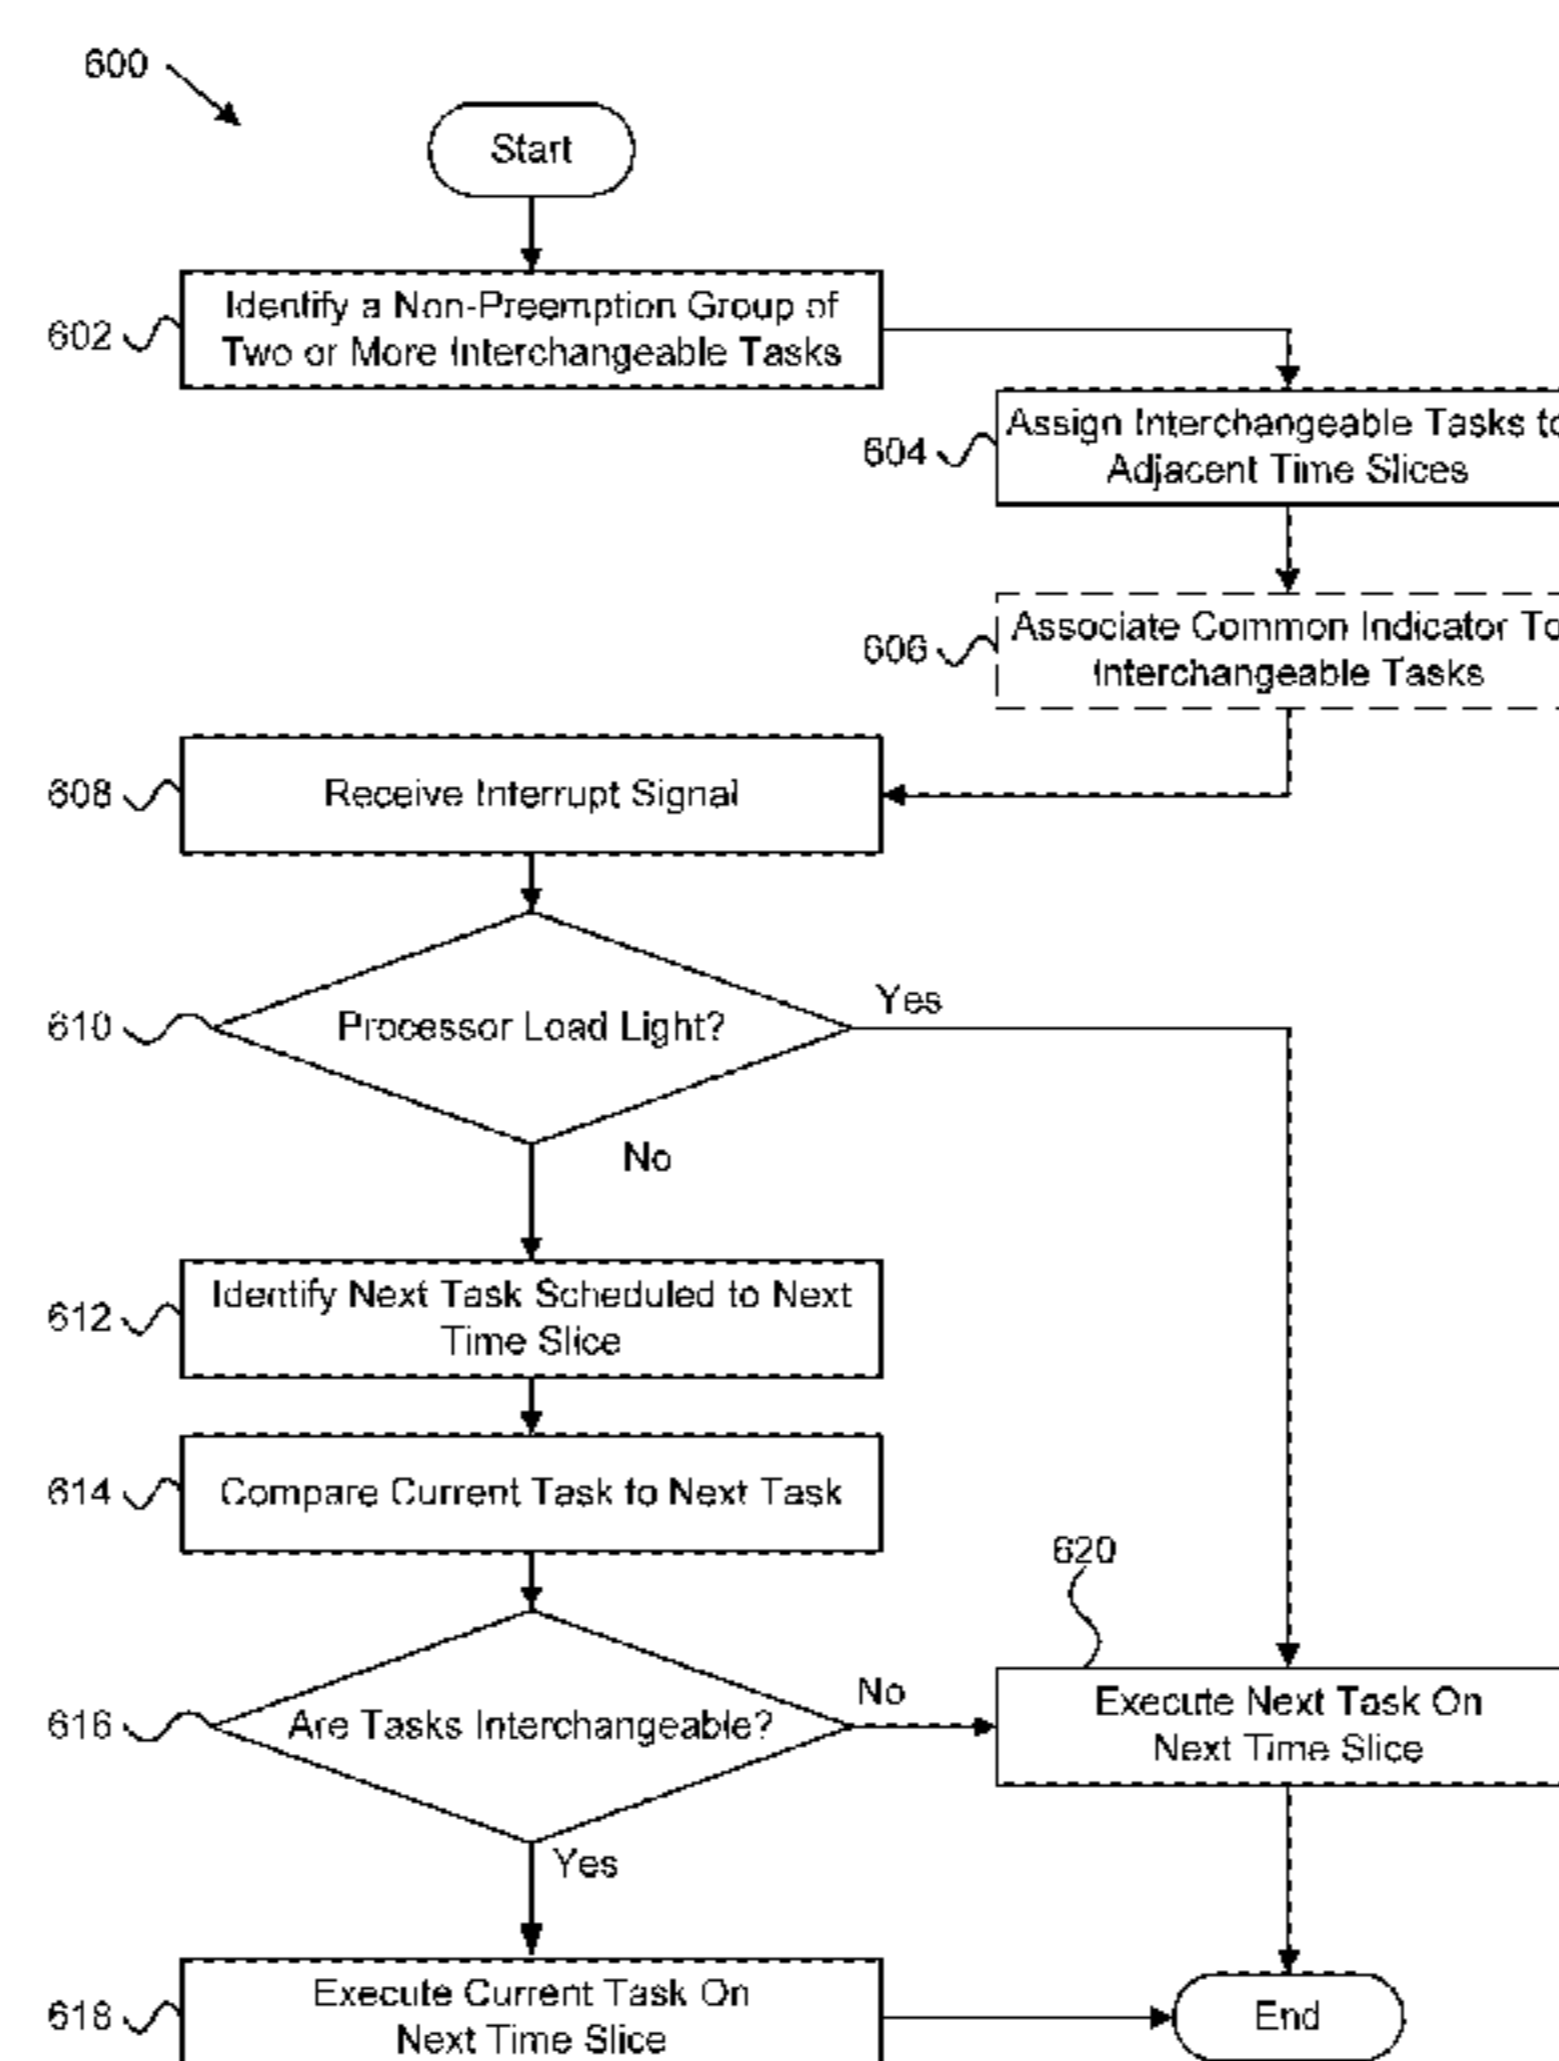 600
Start
602
Identify a Non-Preemption Group of
Two or More Interchangeable Tasks
604
Assign Interchangeable Tasks to
Adjacent Time Slices
606
Associate Common Indicator To
Interchangeable Tasks
608
Receive Interrupt Signal
610
Processor Load Light?
Yes
No
612
Identify Next Task Scheduled to Next
Time Slice
614
Compare Current Task to Next Task
620
616
Are Tasks Interchangeable?
No
Execute Next Task On
Next Time Slice
Yes
618
Execute Current Task On
Next Time Slice
End